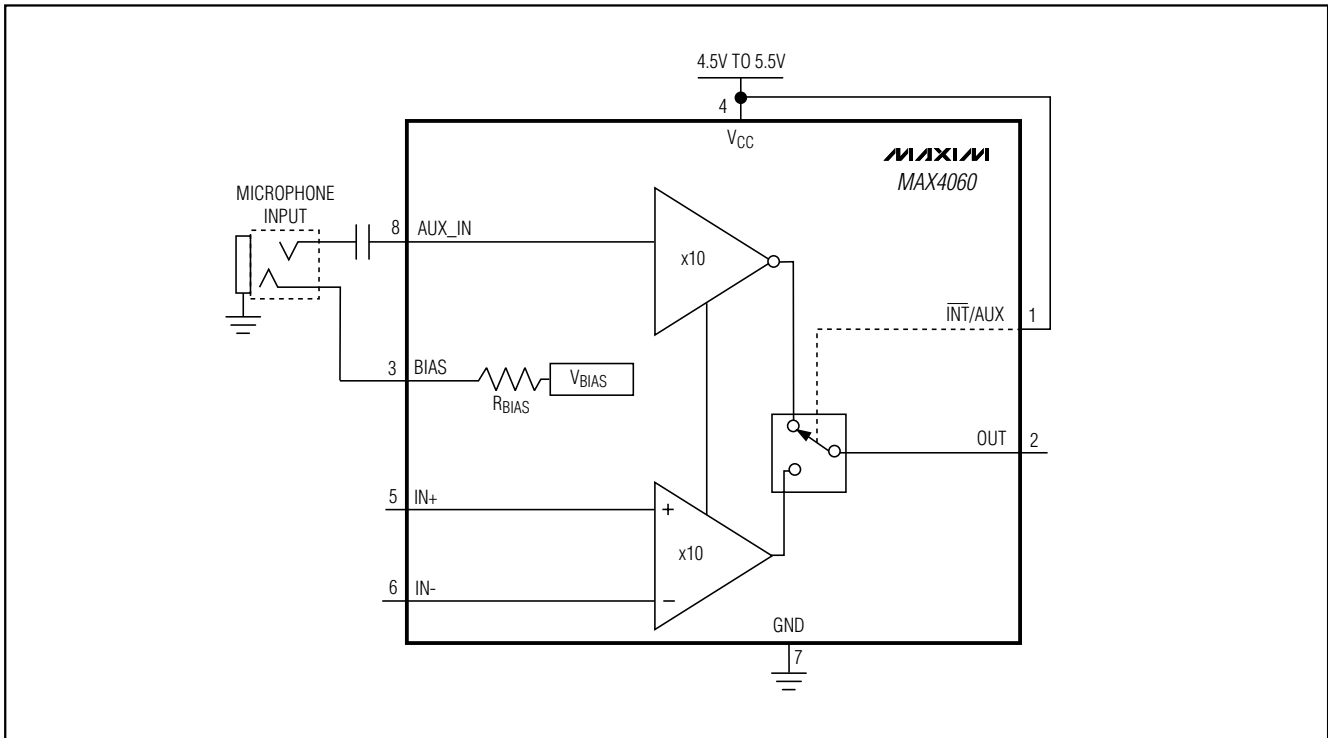 4.5V TO 5.5V
4
VCC
MAXIM
MAX4060
MICROPHONE
INPUT
8
AUX_IN
x10
INT/AUX
1
3
BIAS
VBIAS
RBIAS
OUT
2
5
IN+
+
x10
6
IN-
−
GND
7